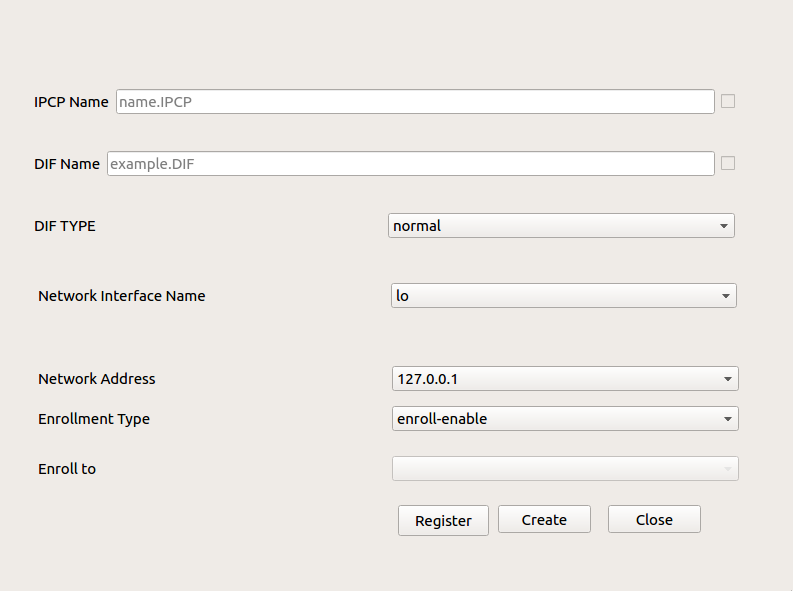 IPCP Name name.IPCP
DIF Name example.DIF
DIF TYPE normal
Network Interface Name lo
Network Address 127.0.0.1
Enrollment Type enroll-enable
Enroll to
Register Create Close